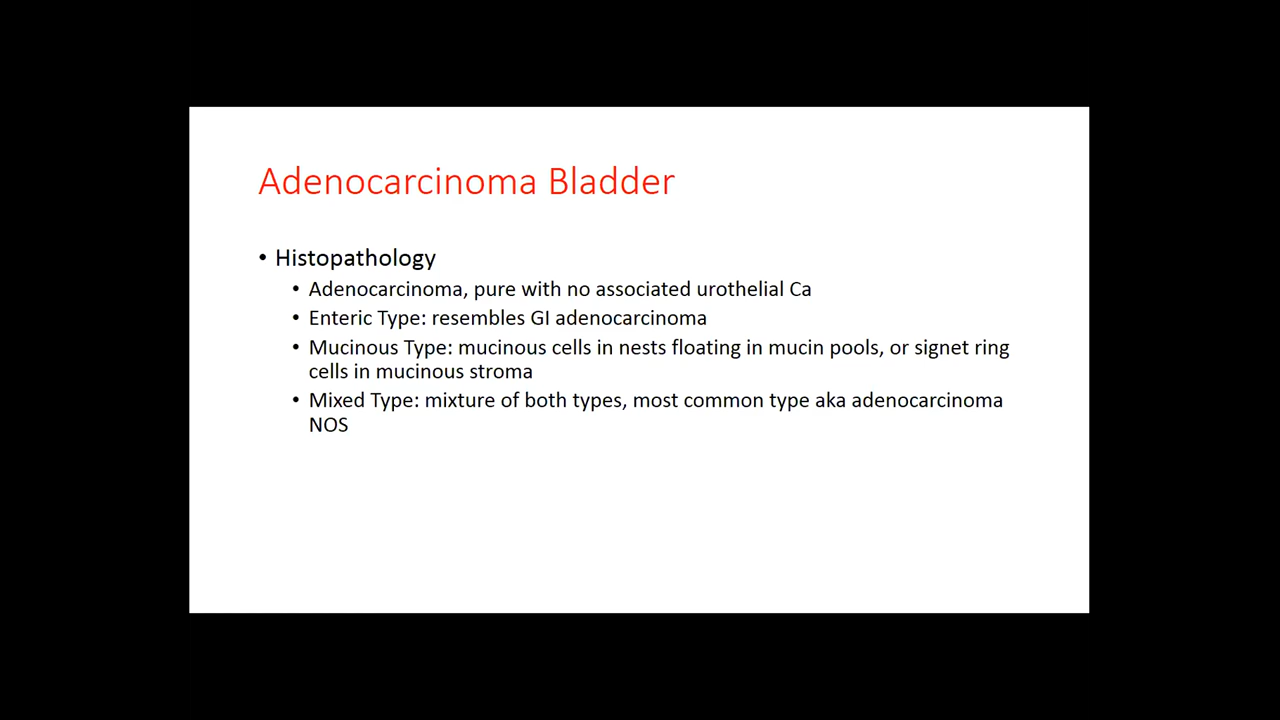 Adenocarcinoma Bladder
• Histopathology
• Adenocarcinoma, pure with no associated urothelial Ca
• Enteric Type: resembles GI adenocarcinoma
• Mucinous Type: mucinous cells in nests floating in mucin pools, or signet ring
cells in mucinous stroma
• Mixed Type: mixture of both types, most common type aka adenocarcinoma
NOS